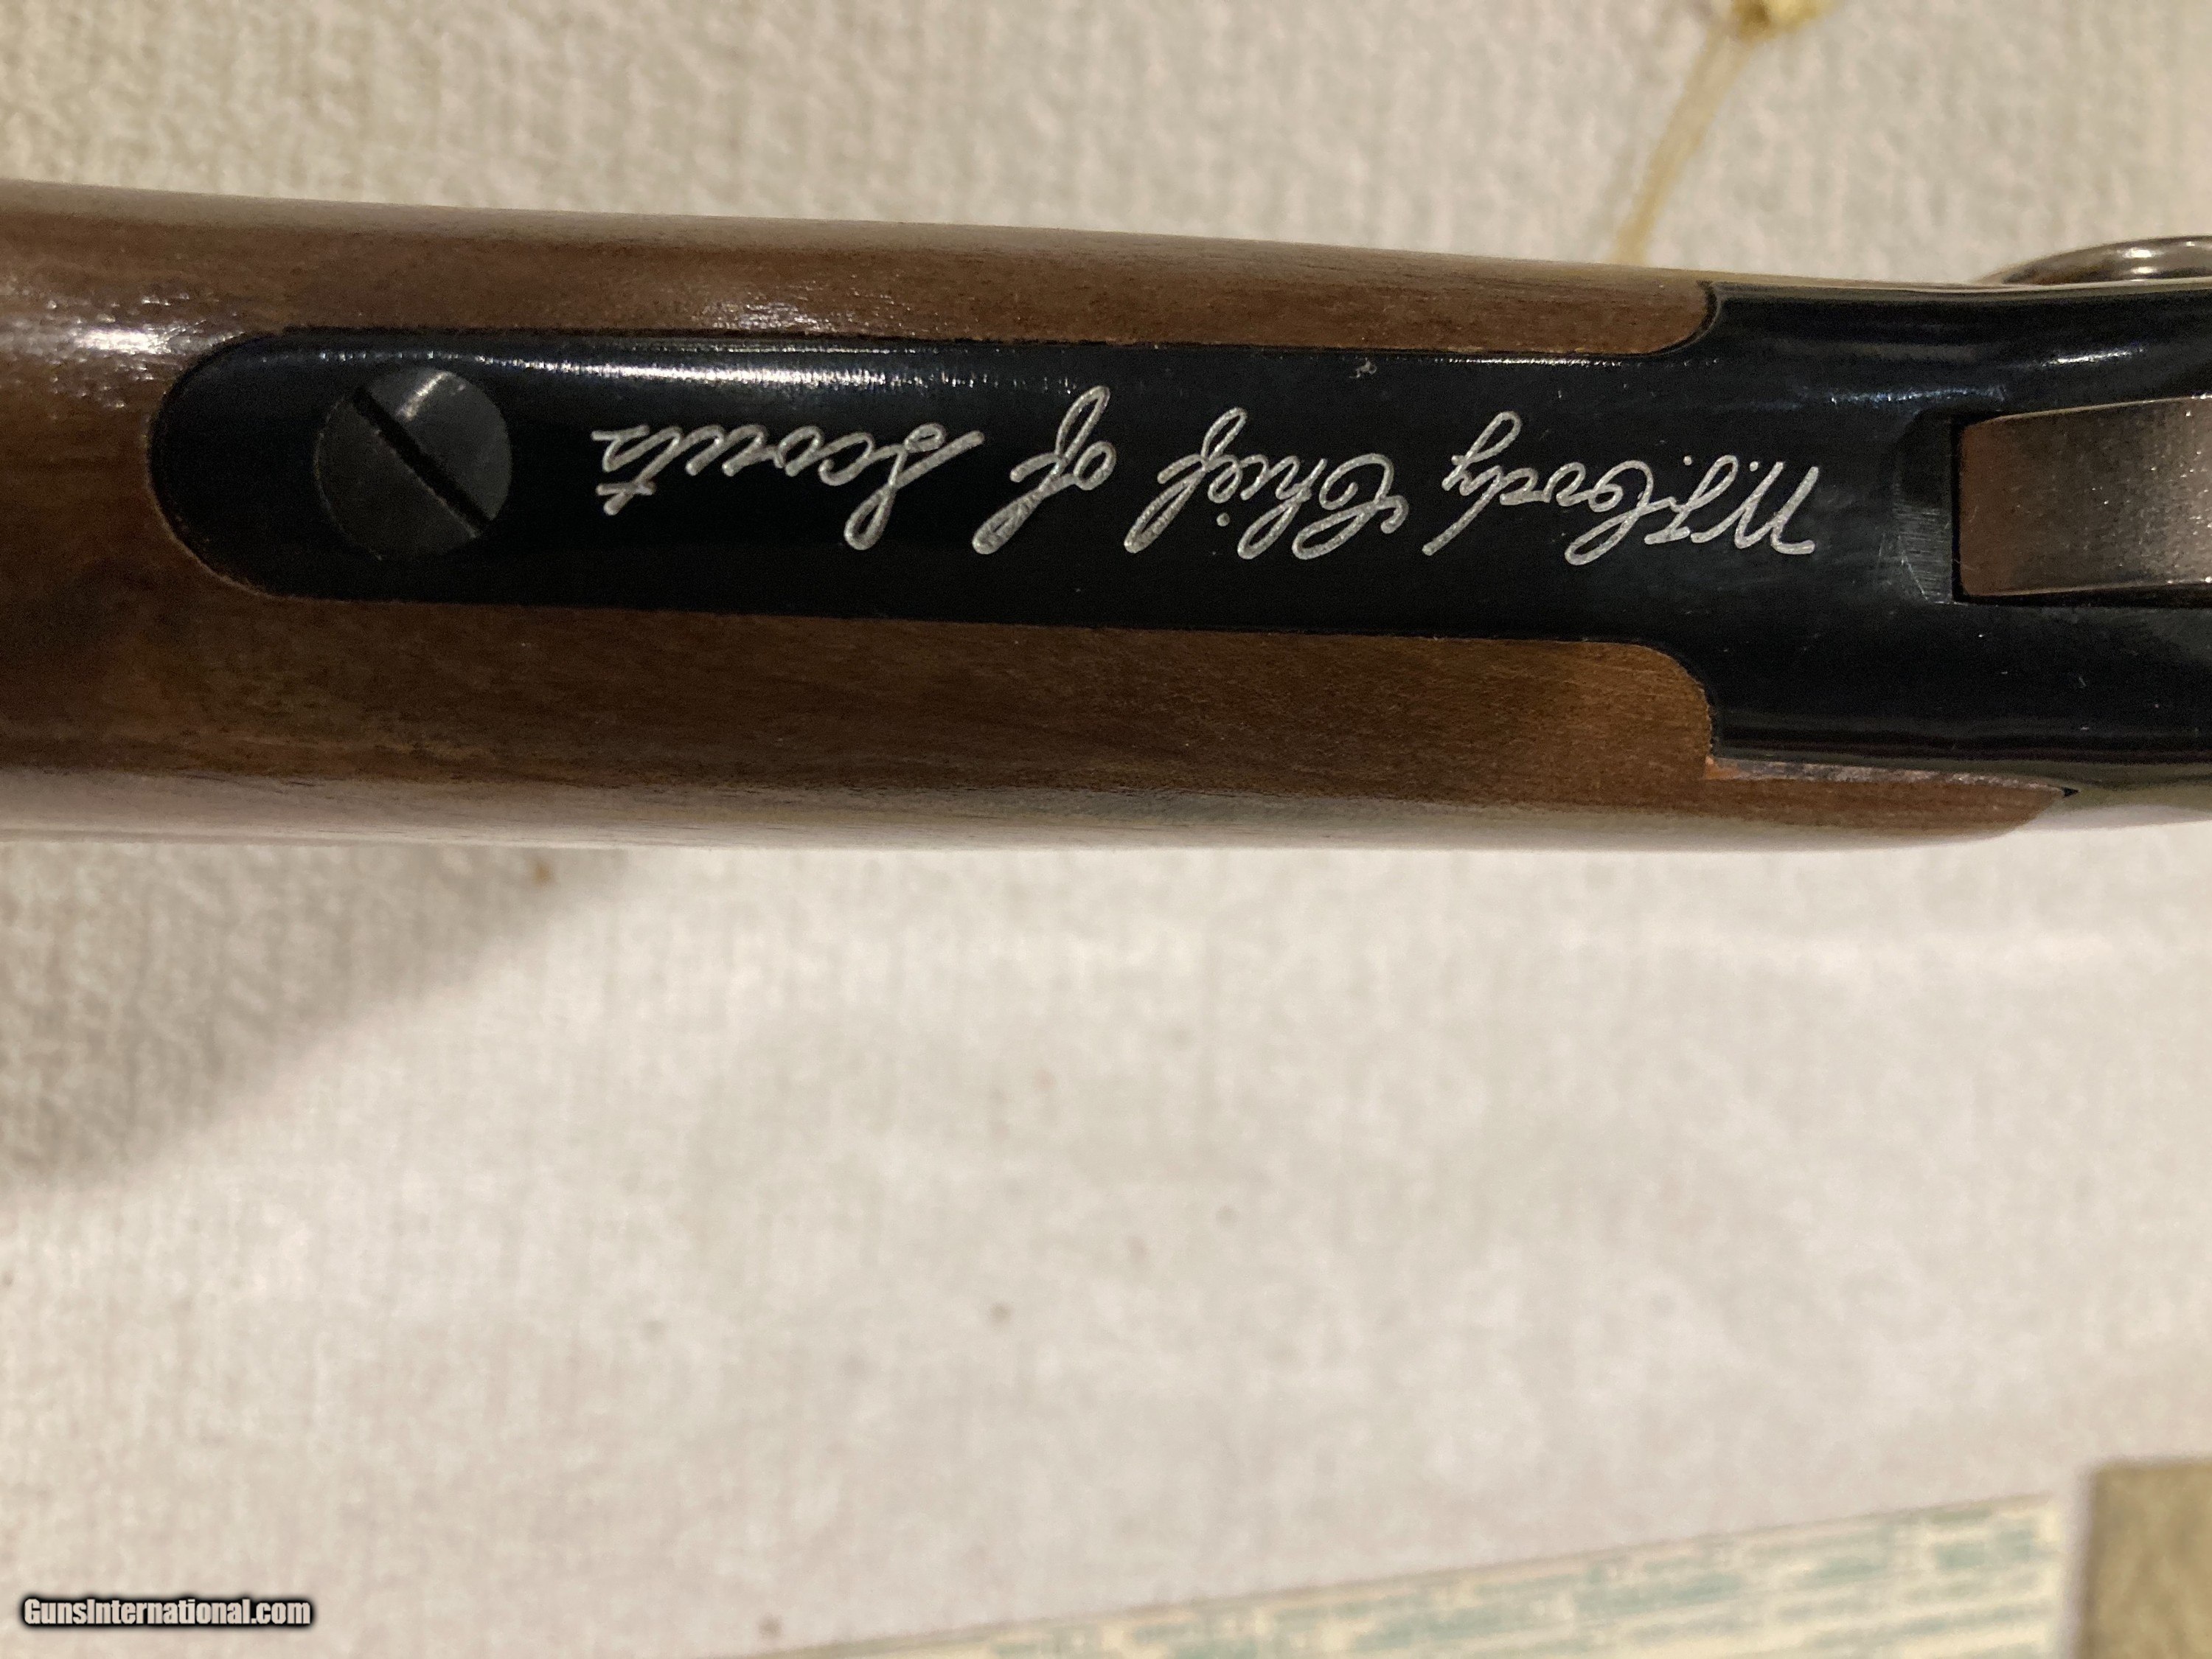 W.F. Cody Chief of Scouts
GunsInternational.com